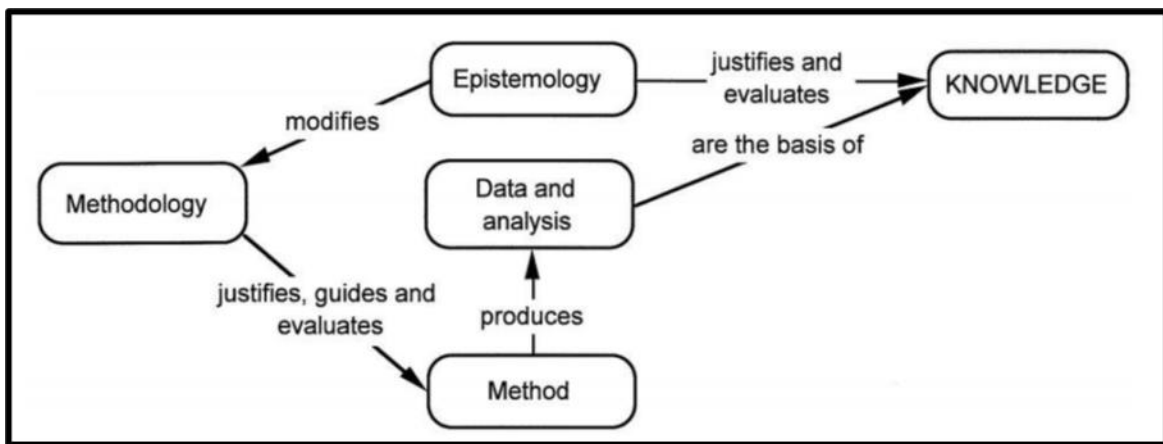 Epistemology
justifies and
evaluates
KNOWLEDGE
modifies
are the basis of
Methodology
Data and
analysis
justifies, guides and
evaluates
produces
Method